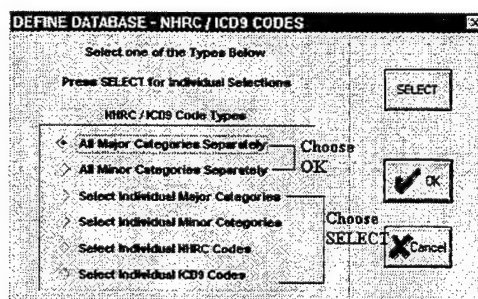 DEFINE DATABASE - NHRC / ICD9 CODES
Select one of the Types Below
Press SELECT for Individual Selections
SELECT
NHRC / ICD9 Code Types
All Major Categories Separately
Choose
All Minor Categories Separately
OK
OK
Select Individual Major Categories
Select Individual Minor Categories
Choose
SELECT
Select Individual NHRC Codes
Cancel
Select Individual ICD9 Codes